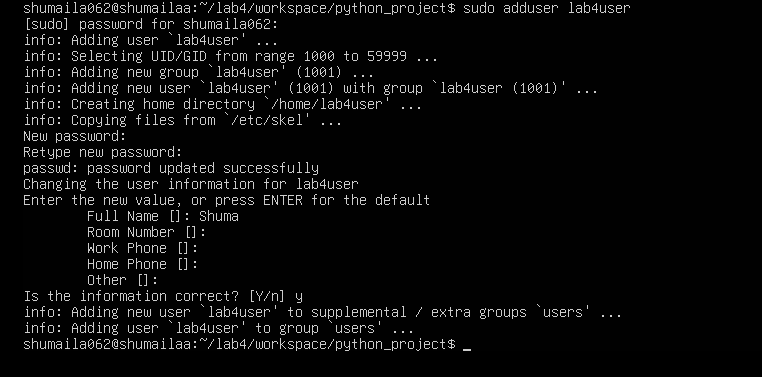 shumaila062@shumailaa:~/lab4/workspace/python_project$ sudo adduser lab4user
[sudo] password for shumaila062:
info: Adding user `lab4user' ...
info: Selecting UID/GID from range 1000 to 59999 ...
info: Adding new group `lab4user' (1001) ...
info: Adding new user `lab4user' (1001) with group `lab4user (1001)' ...
info: Creating home directory `/home/lab4user' ...
info: Copying files from `/etc/skel' ...
New password:
Retype new password:
passwd: password updated successfully
Changing the user information for lab4user
Enter the new value, or press ENTER for the default
        Full Name []: Shuma
        Room Number []:
        Work Phone []:
        Home Phone []:
        Other []:
Is the information correct? [Y/n] y
info: Adding new user `lab4user' to supplemental / extra groups `users' ...
info: Adding user `lab4user' to group `users' ...
shumaila062@shumailaa:~/lab4/workspace/python_project$ _